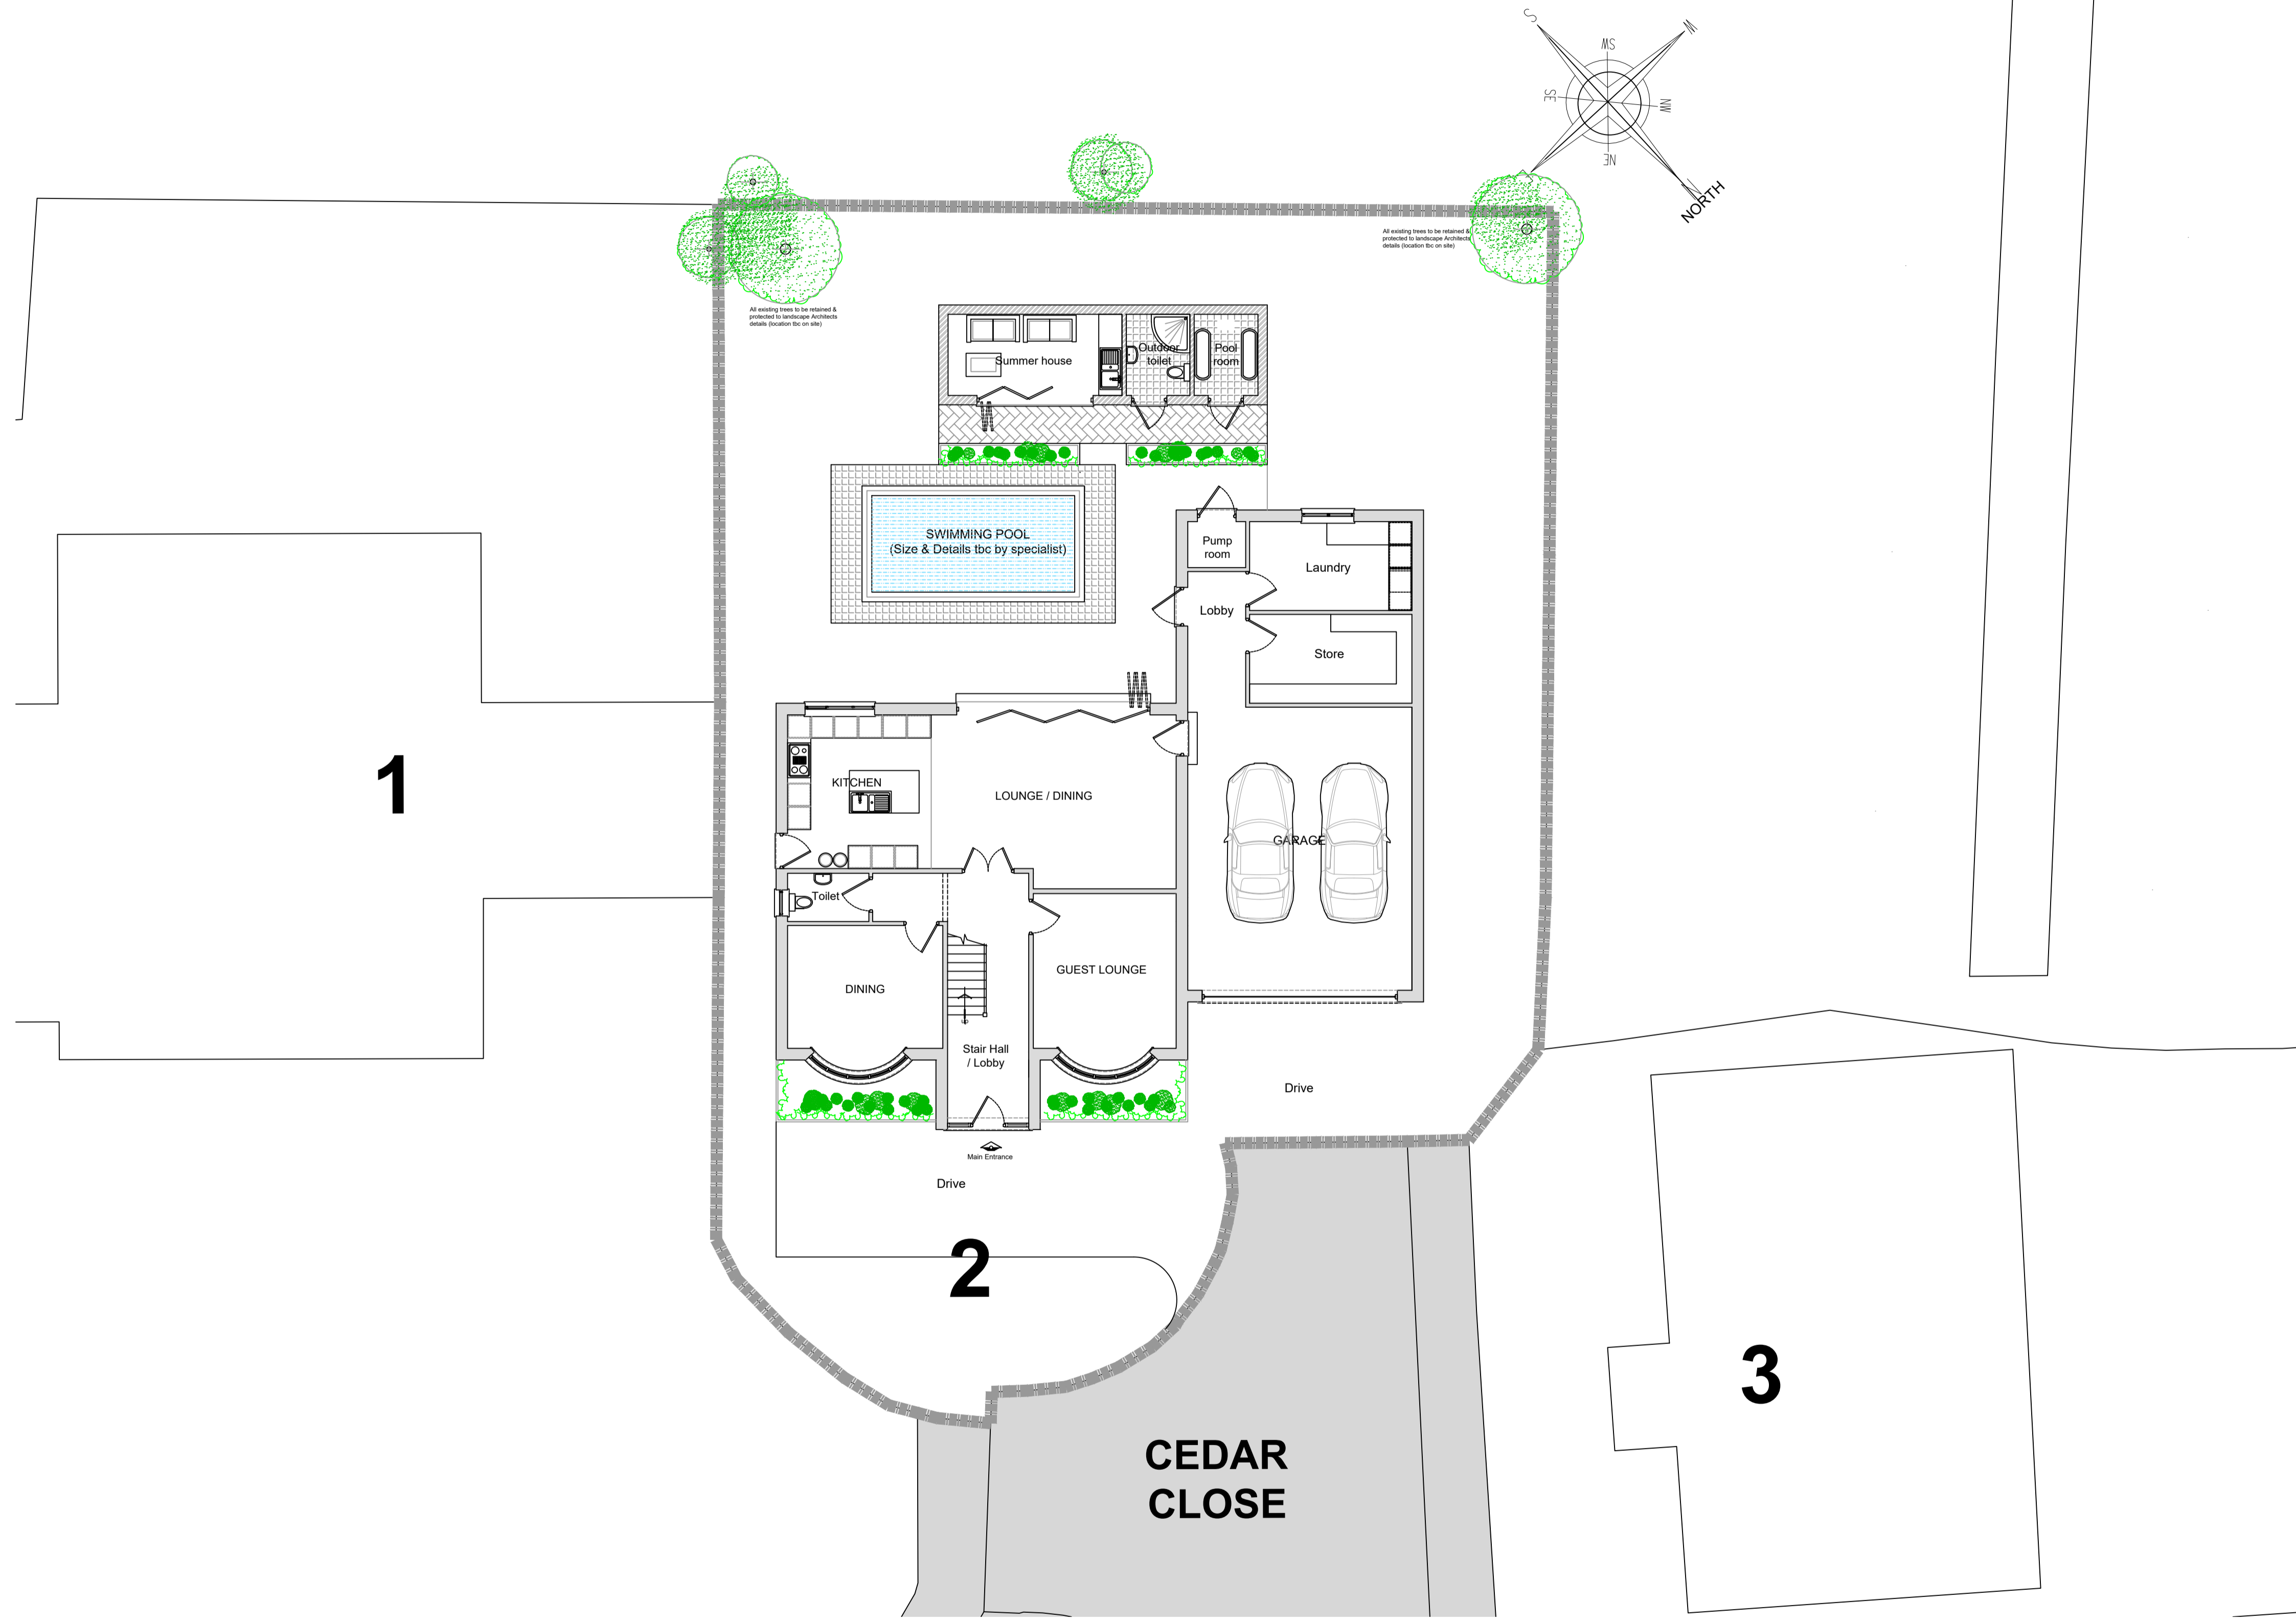 S
W
SW
SE
NW
NE
N
NORTH
All existing trees to be retained &
protected to landscape Architects
details (location tbc on site)
All existing trees to be retained &
protected to landscape Architects
details (location tbc on site)
Summer house
Outdoor
toilet
Pool
room
SWIMMING POOL
(Size & Details tbc by specialist)
Pump
room
Laundry
Lobby
Store
1
KITCHEN
LOUNGE / DINING
GARAGE
Toilet
DINING
GUEST LOUNGE
up
Stair Hall
/ Lobby
Drive
Main Entrance
Drive
2
3
CEDAR
CLOSE